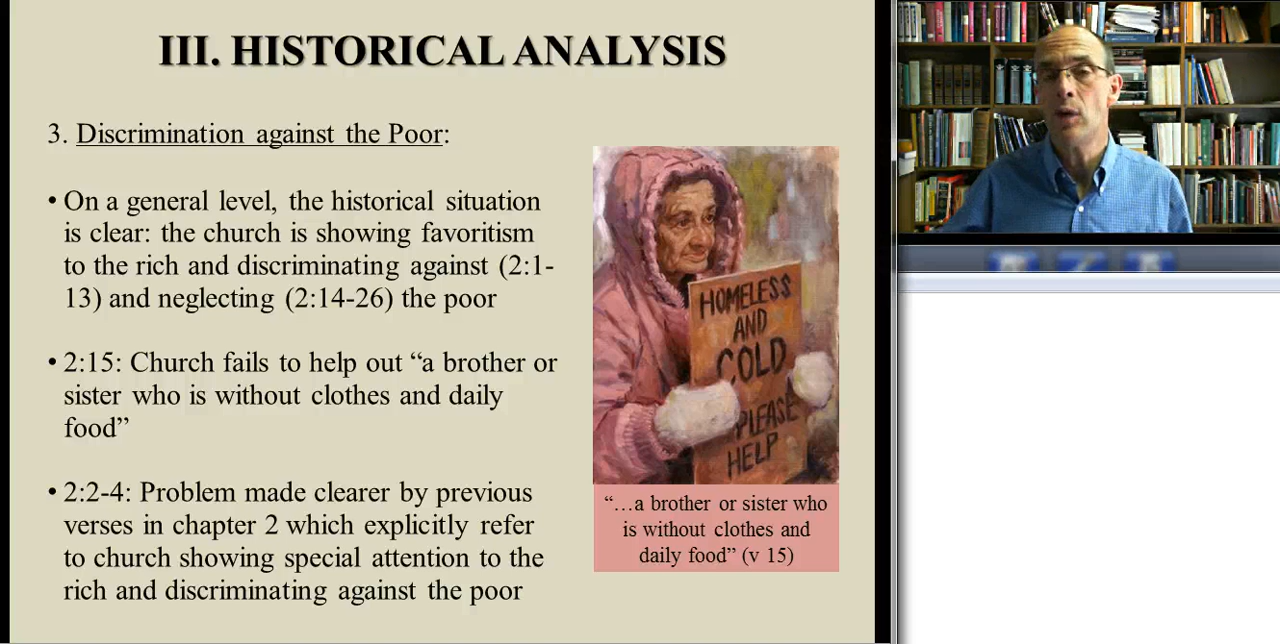 III. HISTORICAL ANALYSIS
3. Discrimination against the Poor:
• On a general level, the historical situation
is clear: the church is showing favoritism
to the rich and discriminating against (2:1-
13) and neglecting (2:14-26) the poor
• 2:15: Church fails to help out “a brother or
sister who is without clothes and daily
food”
• 2:2-4: Problem made clearer by previous
verses in chapter 2 which explicitly refer
to church showing special attention to the
rich and discriminating against the poor
HOMELESS
AND
COLD
PLEASE
HELP
“…a brother or sister who
is without clothes and
daily food” (v 15)